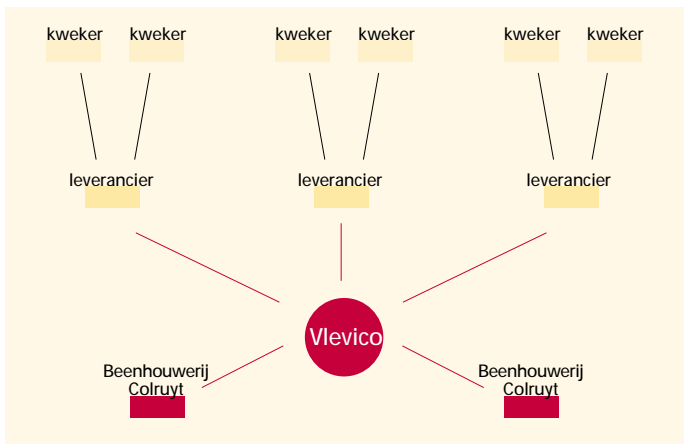 kweker kweker kweker kweker kweker kweker
leverancier leverancier leverancier
Vlevico
Beenhouwerij
Colruyt
Beenhouwerij
Colruyt